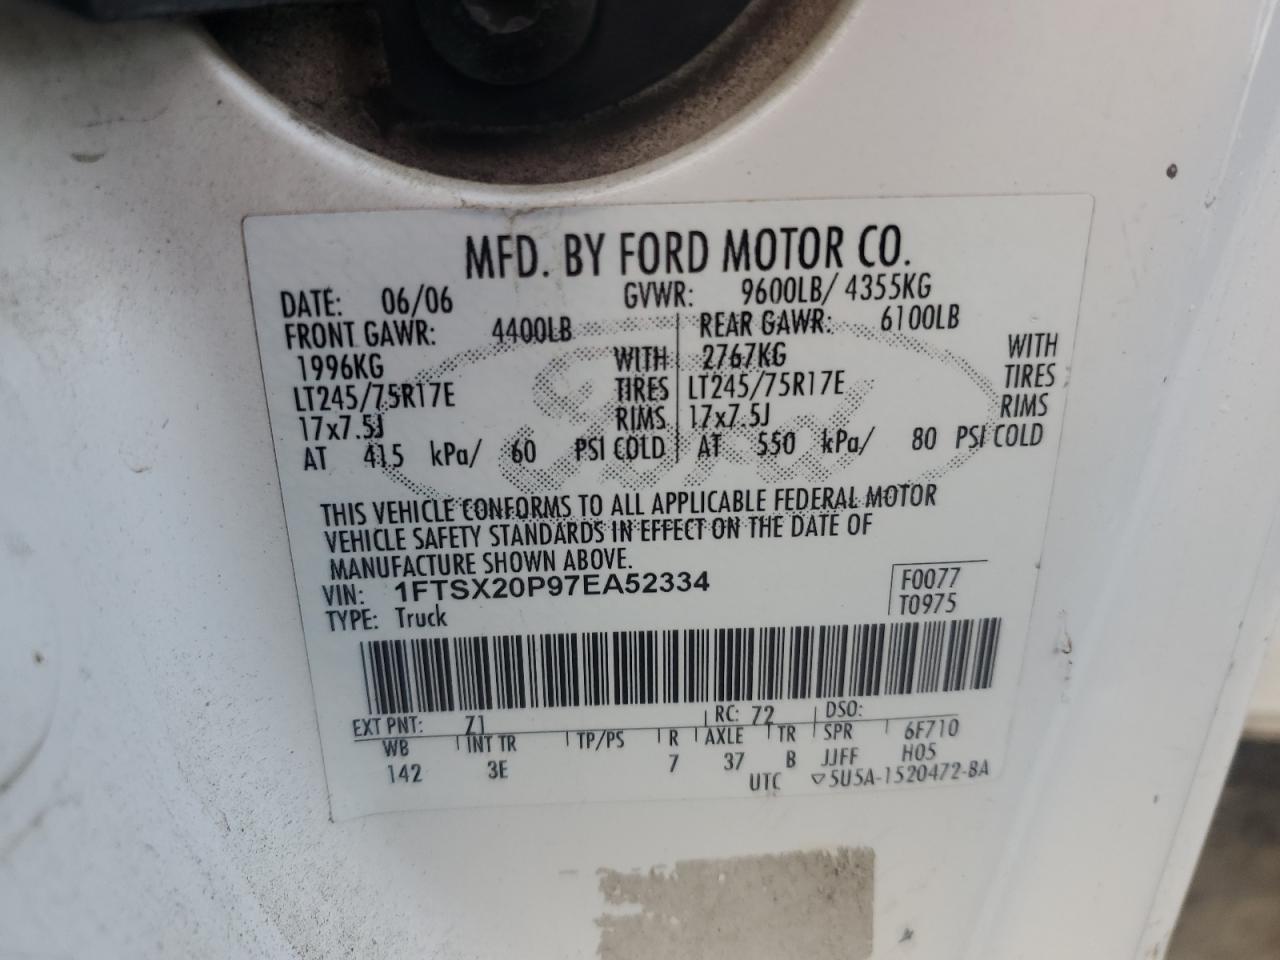 MFD. BY FORD MOTOR CO.
DATE: 06/06 GVWR: 9600LB/ 4355KG
FRONT GAWR: 4400LB REAR GAWR: 6100LB
1996KG WITH 2767KG WITH
LT245/75R17E TIRES LT245/75R17E TIRES
17x7.5J RIMS 17x7.5J RIMS
AT 415 kPa/ 60 PSI COLD AT 550 kPa/ 80 PSI COLD
THIS VEHICLE CONFORMS TO ALL APPLICABLE FEDERAL MOTOR
VEHICLE SAFETY STANDARDS IN EFFECT ON THE DATE OF
MANUFACTURE SHOWN ABOVE.
VIN: 1FTSX20P97EA52334 F0077
TYPE: Truck T0975
EXT PNT: Z1 RC: 72 DSO:
WB INT TR TP/PS R AXLE TR SPR 6F710
142 3E 7 37 B JJFF H05
UTC ▽5U5A-1520472-BA